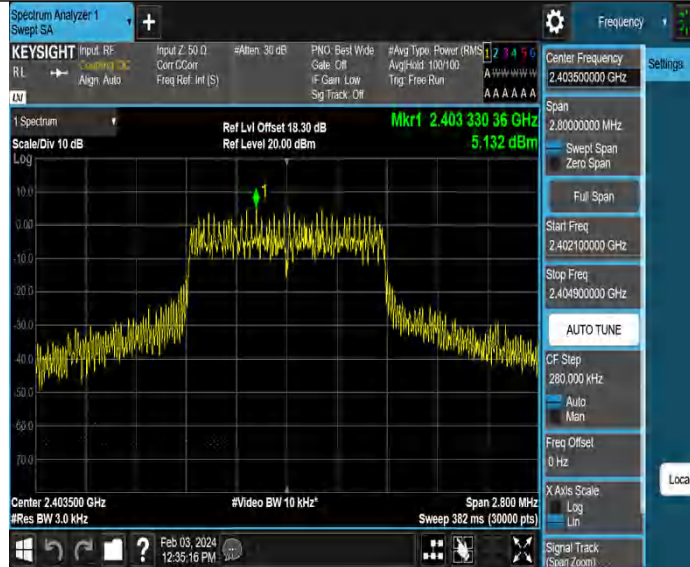 Spectrum Analyzer 1
Swept SA
+
Frequency
KEYSIGHT
RL
Input: RF
Coupling: DC
Align: Auto
Input Z: 50 Ω
Corr CCorr
Freq Ref: Int (S)
#Atten: 30 dB
PNO: Best Wide
Gate: Off
IF Gain: Low
Sig Track: Off
#Avg Type: Power (RMS
Avg|Hold: 100/100
Trig: Free Run
1 2 3 4 5 6
A W W W W W
A A A A A A
LXI
1 Spectrum
Scale/Div 10 dB
Ref Lvl Offset 18.30 dB
Ref Level 20.00 dBm
Mkr1 2.403 330 36 GHz
5.132 dBm
Log
10.0
0.00
-10.0
-20.0
-30.0
-40.0
-50.0
-60.0
-70.0
1
Center 2.403500 GHz
#Res BW 3.0 kHz
#Video BW 10 kHz*
Span 2.800 MHz
Sweep 382 ms (30000 pts)
?
Feb 03, 2024
12:35:16 PM
Center Frequency
2.403500000 GHz
Settings
Span
2.80000000 MHz
Swept Span
Zero Span
Full Span
Start Freq
2.402100000 GHz
Stop Freq
2.404900000 GHz
AUTO TUNE
CF Step
280.000 kHz
Auto
Man
Freq Offset
0 Hz
X Axis Scale
Log
Lin
Signal Track
(Span Zoom)
Loca